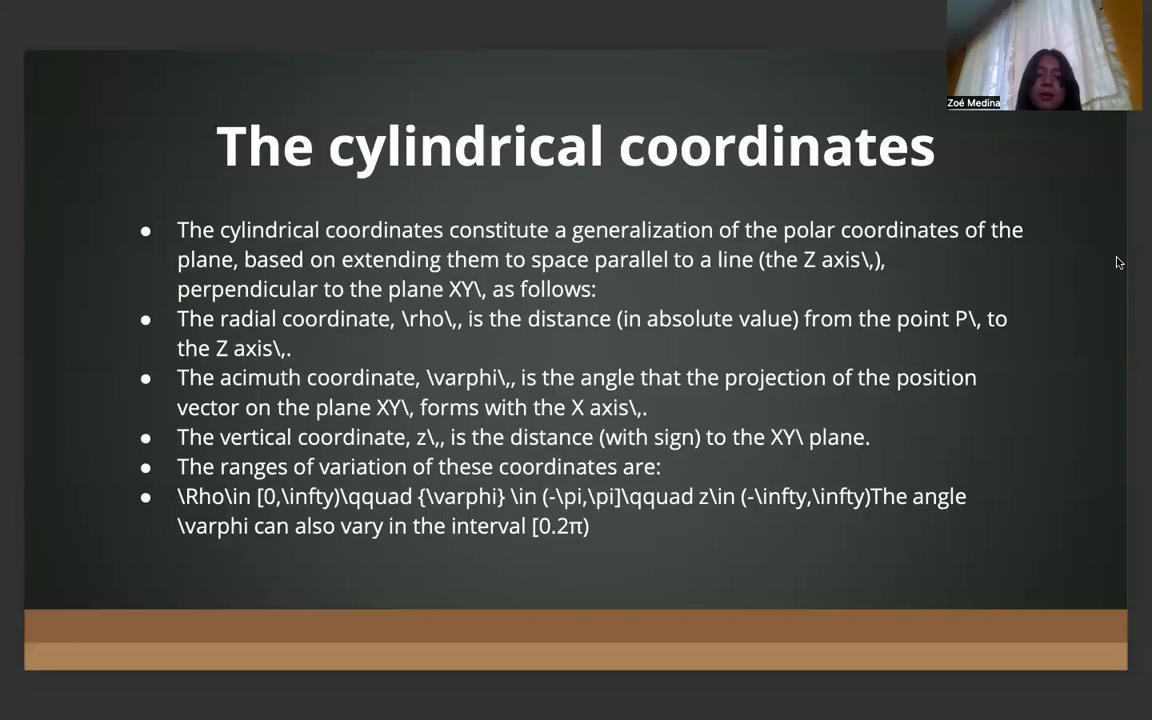 Zoé Medina
The cylindrical coordinates
● The cylindrical coordinates constitute a generalization of the polar coordinates of the
plane, based on extending them to space parallel to a line (the Z axis\,),
perpendicular to the plane XY\, as follows:
● The radial coordinate, \rho\,, is the distance (in absolute value) from the point P\, to
the Z axis\,.
● The acimuth coordinate, \varphi\,, is the angle that the projection of the position
vector on the plane XY\, forms with the X axis\,.
● The vertical coordinate, z\,, is the distance (with sign) to the XY\ plane.
● The ranges of variation of these coordinates are:
● \Rho\in [0,\infty)\qquad {\varphi} \in (-\pi,\pi]\qquad z\in (-\infty,\infty)The angle
\varphi can also vary in the interval [0.2π)